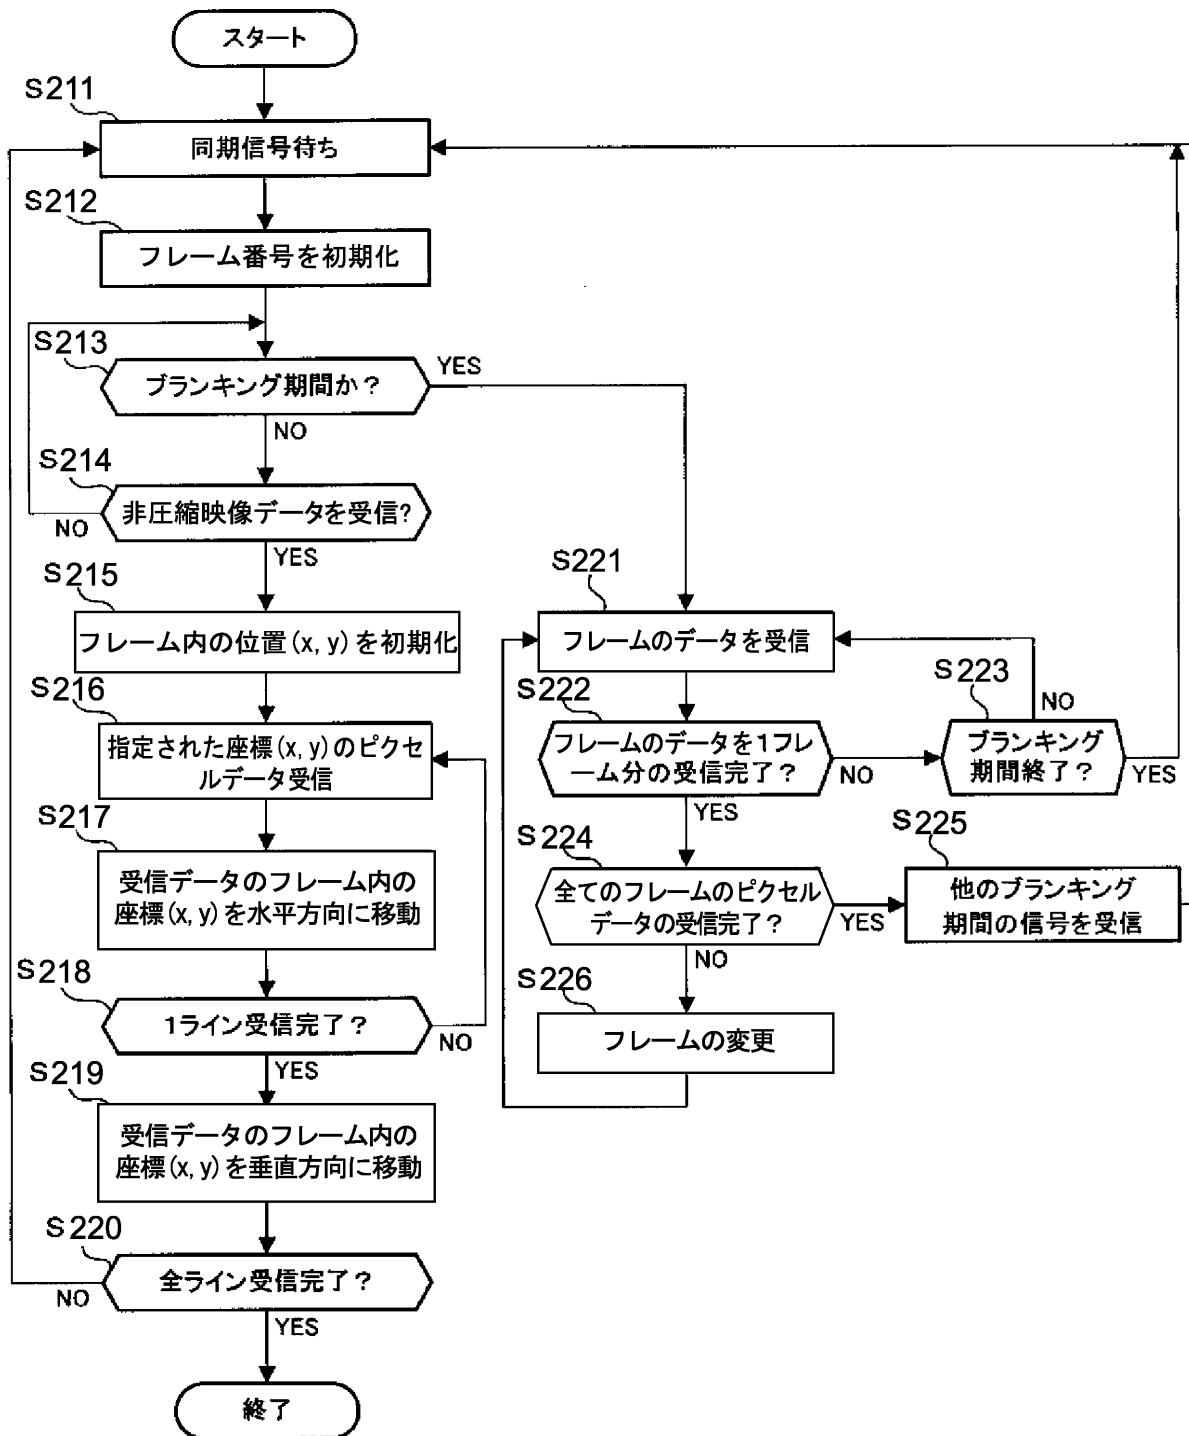 スタート
S211
同期信号待ち
S212
フレーム番号を初期化
S213
ブランキング期間か?
YES
NO
S214
非圧縮映像データを受信?
NO
YES
S215
フレーム内の位置(x, y)を初期化
S216
指定された座標(x, y)のピクセ
ルデータ受信
S217
受信データのフレーム内の
座標(x, y)を水平方向に移動
S218
1ライン受信完了?
NO
YES
S219
受信データのフレーム内の
座標(x, y)を垂直方向に移動
S220
全ライン受信完了?
NO
YES
終了
S221
フレームのデータを受信
S222
フレームのデータを1フレ
ーム分の受信完了?
NO
YES
S223
ブランキング
期間終了?
NO
YES
S224
全てのフレームのピクセル
データの受信完了?
YES
NO
S225
他のブランキング
期間の信号を受信
S226
フレームの変更